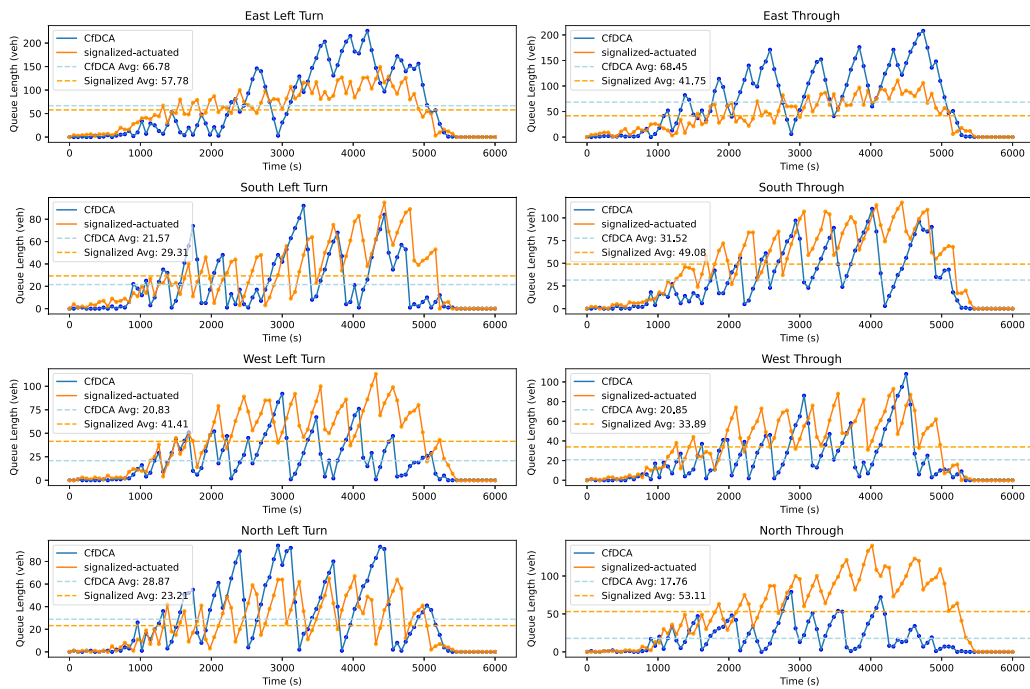 East Left Turn
Queue Length (veh)
200
150
100
50
0
CfDCA
signalized-actuated
CfDCA Avg: 66.78
Signalized Avg: 57.78
0 1000 2000 3000 4000 5000 6000
Time (s)
East Through
Queue Length (veh)
200
150
100
50
0
CfDCA
signalized-actuated
CfDCA Avg: 68.45
Signalized Avg: 41.75
0 1000 2000 3000 4000 5000 6000
Time (s)
South Left Turn
Queue Length (veh)
80
60
40
20
0
CfDCA
signalized-actuated
CfDCA Avg: 21.57
Signalized Avg: 29.31
0 1000 2000 3000 4000 5000 6000
Time (s)
South Through
Queue Length (veh)
100
75
50
25
0
CfDCA
signalized-actuated
CfDCA Avg: 31.52
Signalized Avg: 49.08
0 1000 2000 3000 4000 5000 6000
Time (s)
West Left Turn
Queue Length (veh)
100
75
50
25
0
CfDCA
signalized-actuated
CfDCA Avg: 20.83
Signalized Avg: 41.41
0 1000 2000 3000 4000 5000 6000
Time (s)
West Through
Queue Length (veh)
100
80
60
40
20
0
CfDCA
signalized-actuated
CfDCA Avg: 20.85
Signalized Avg: 33.89
0 1000 2000 3000 4000 5000 6000
Time (s)
North Left Turn
Queue Length (veh)
80
60
40
20
0
CfDCA
signalized-actuated
CfDCA Avg: 28.87
Signalized Avg: 23.21
0 1000 2000 3000 4000 5000 6000
Time (s)
North Through
Queue Length (veh)
100
50
0
CfDCA
signalized-actuated
CfDCA Avg: 17.76
Signalized Avg: 53.11
0 1000 2000 3000 4000 5000 6000
Time (s)